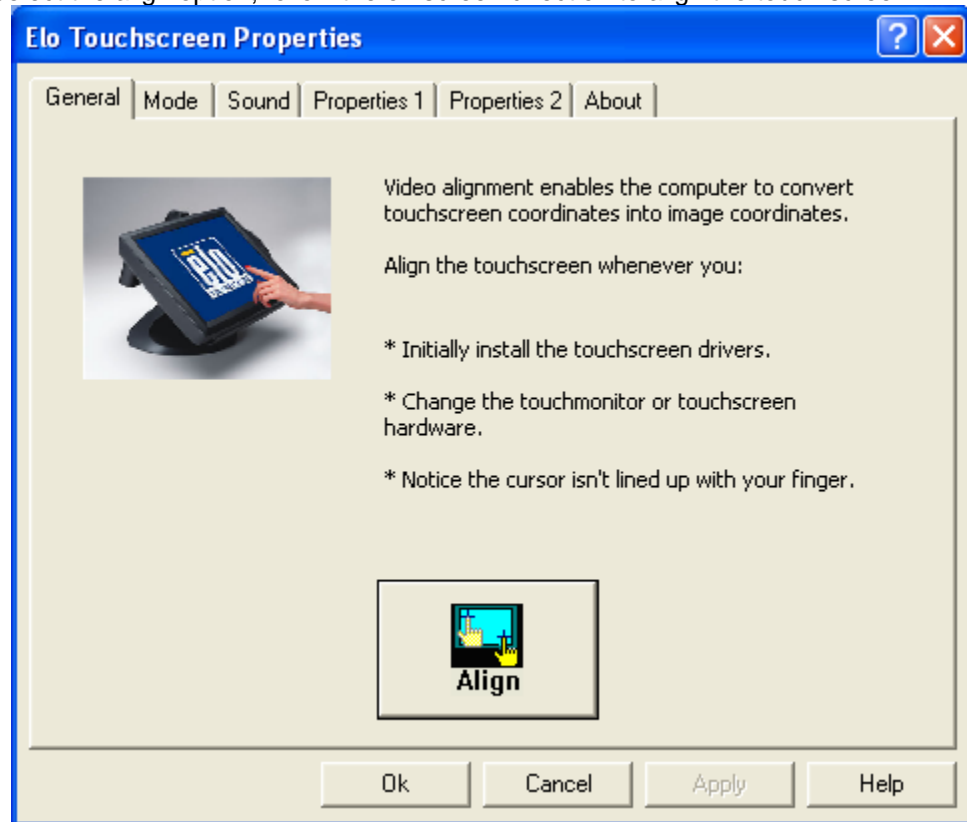 Elo Touchscreen Properties
General Mode Sound Properties 1 Properties 2 About
Video alignment enables the computer to convert
touchscreen coordinates into image coordinates.
Align the touchscreen whenever you:
* Initially install the touchscreen drivers.
* Change the touchmonitor or touchscreen
hardware.
* Notice the cursor isn't lined up with your finger.
elo
Align
Ok Cancel Apply Help